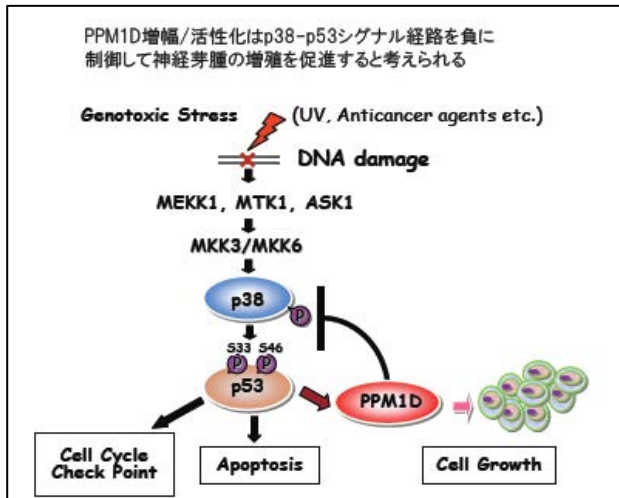 PPM1D増幅/活性化はp38-p53シグナル経路を負に
制御して神経芽腫の増殖を促進すると考えられる
Genotoxic Stress (UV, Anticancer agents etc.)
DNA damage
MEKK1, MTK1, ASK1
MKK3/MKK6
p38
P
S33 S46
P P
p53
PPM1D
Cell Cycle
Check Point
Apoptosis
Cell Growth